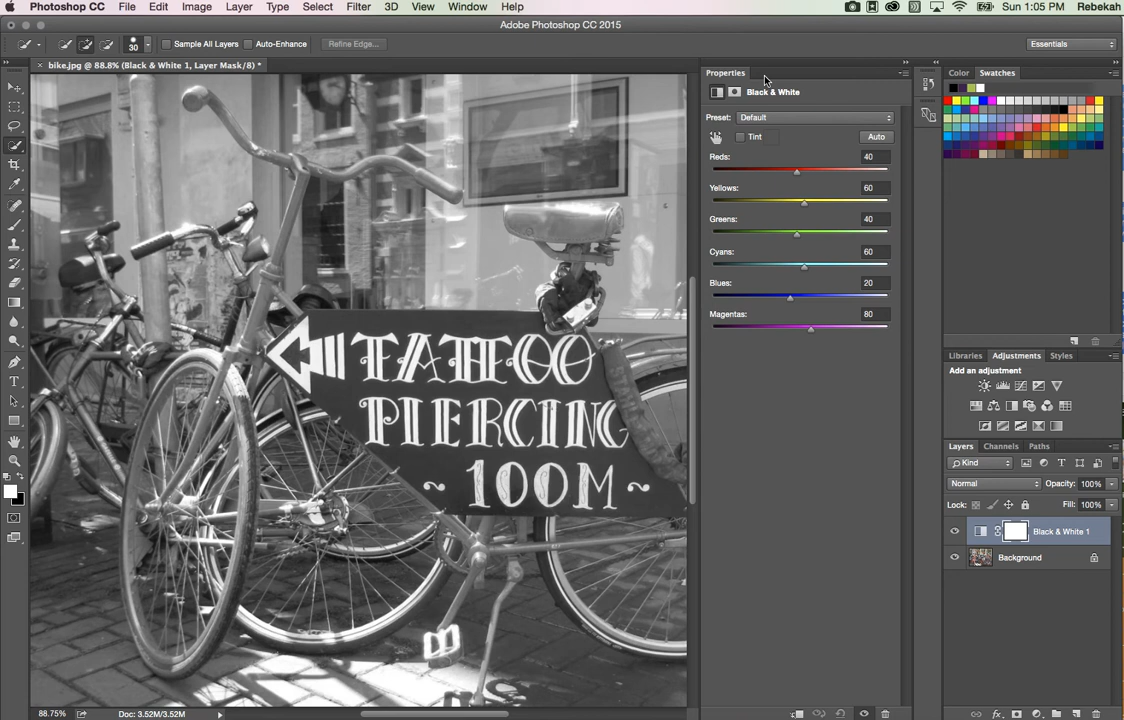 Photoshop CC File Edit Image Layer Type Select Filter 3D View Window Help Sun 1:05 PM Rebekah
Adobe Photoshop CC 2015
30 Sample All Layers Auto-Enhance Refine Edge... Essentials
× bike.jpg @ 88.8% (Black & White 1, Layer Mask/8) *
Properties
Black & White
Preset: Default
Tint Auto
Reds: 40
Yellows: 60
Greens: 40
Cyans: 60
Blues: 20
Magentas: 80
Color Swatches
Libraries Adjustments Styles
Add an adjustment
Layers Channels Paths
Kind
Normal Opacity: 100%
Lock: Fill: 100%
Black & White 1
Background
TATTOO
PIERCING
~ 100M ~
88.75% Doc: 3.52M/3.52M